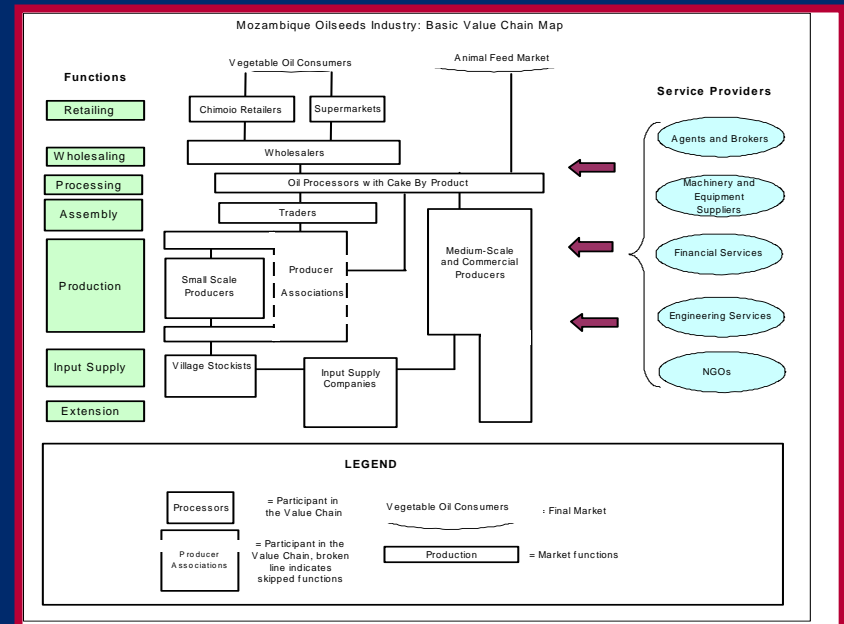 Mozambique Oilseeds Industry: Basic Value Chain Map
Functions
Retailing
Wholesaling
Processing
Assembly
Production
Input Supply
Extension
Vegetable Oil Consumers
Animal Feed Market
Chimoio Retailers
Supermarkets
Wholesalers
Oil Processors with Cake By Product
Traders
Small Scale
Producers
Producer
Associations
Medium-Scale
and Commercial
Producers
Village Stockists
Input Supply
Companies
Service Providers
Agents and Brokers
Machinery and
Equipment
Suppliers
Financial Services
Engineering Services
NGOs
LEGEND
Processors
= Participant in
the Value Chain
Vegetable Oil Consumers
: Final Market
Producer
Associations
= Participant in the
Value Chain, broken
line indicates
skipped functions
Production
= Market functions